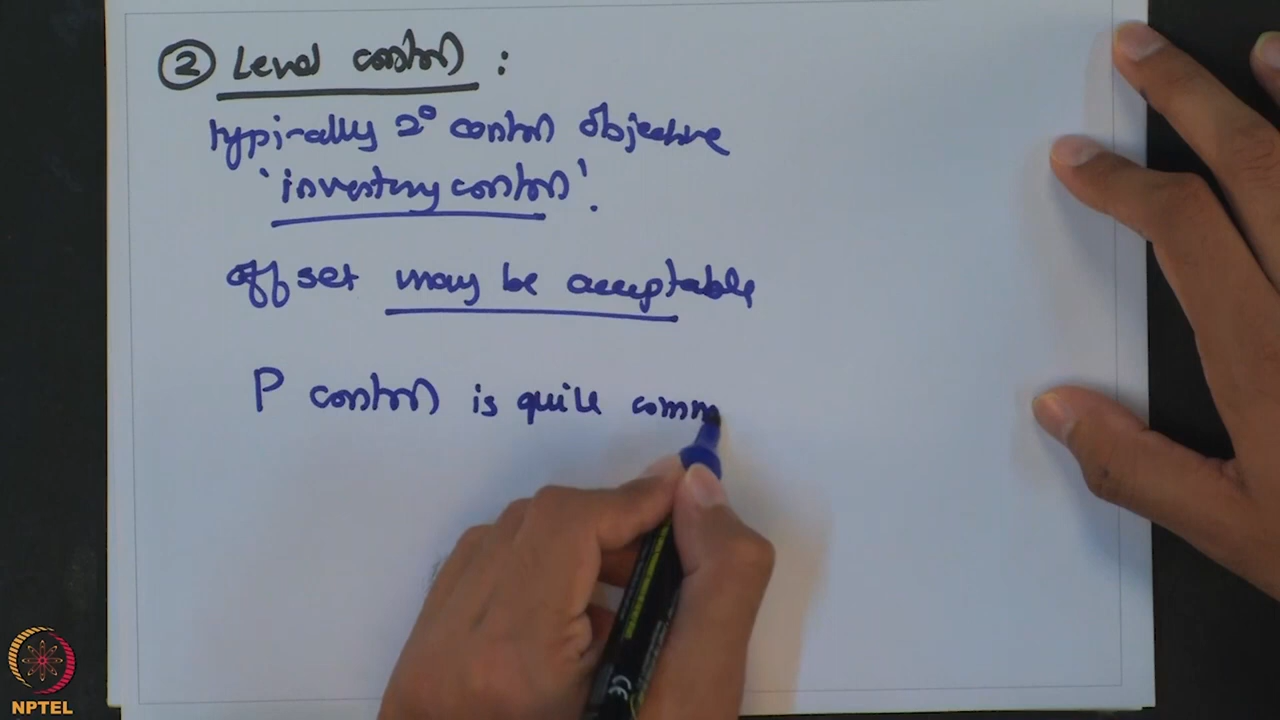 ② Level control :
typically 2° control objective
'inventory control'.
offset may be acceptable
P control is quite comm
NPTEL